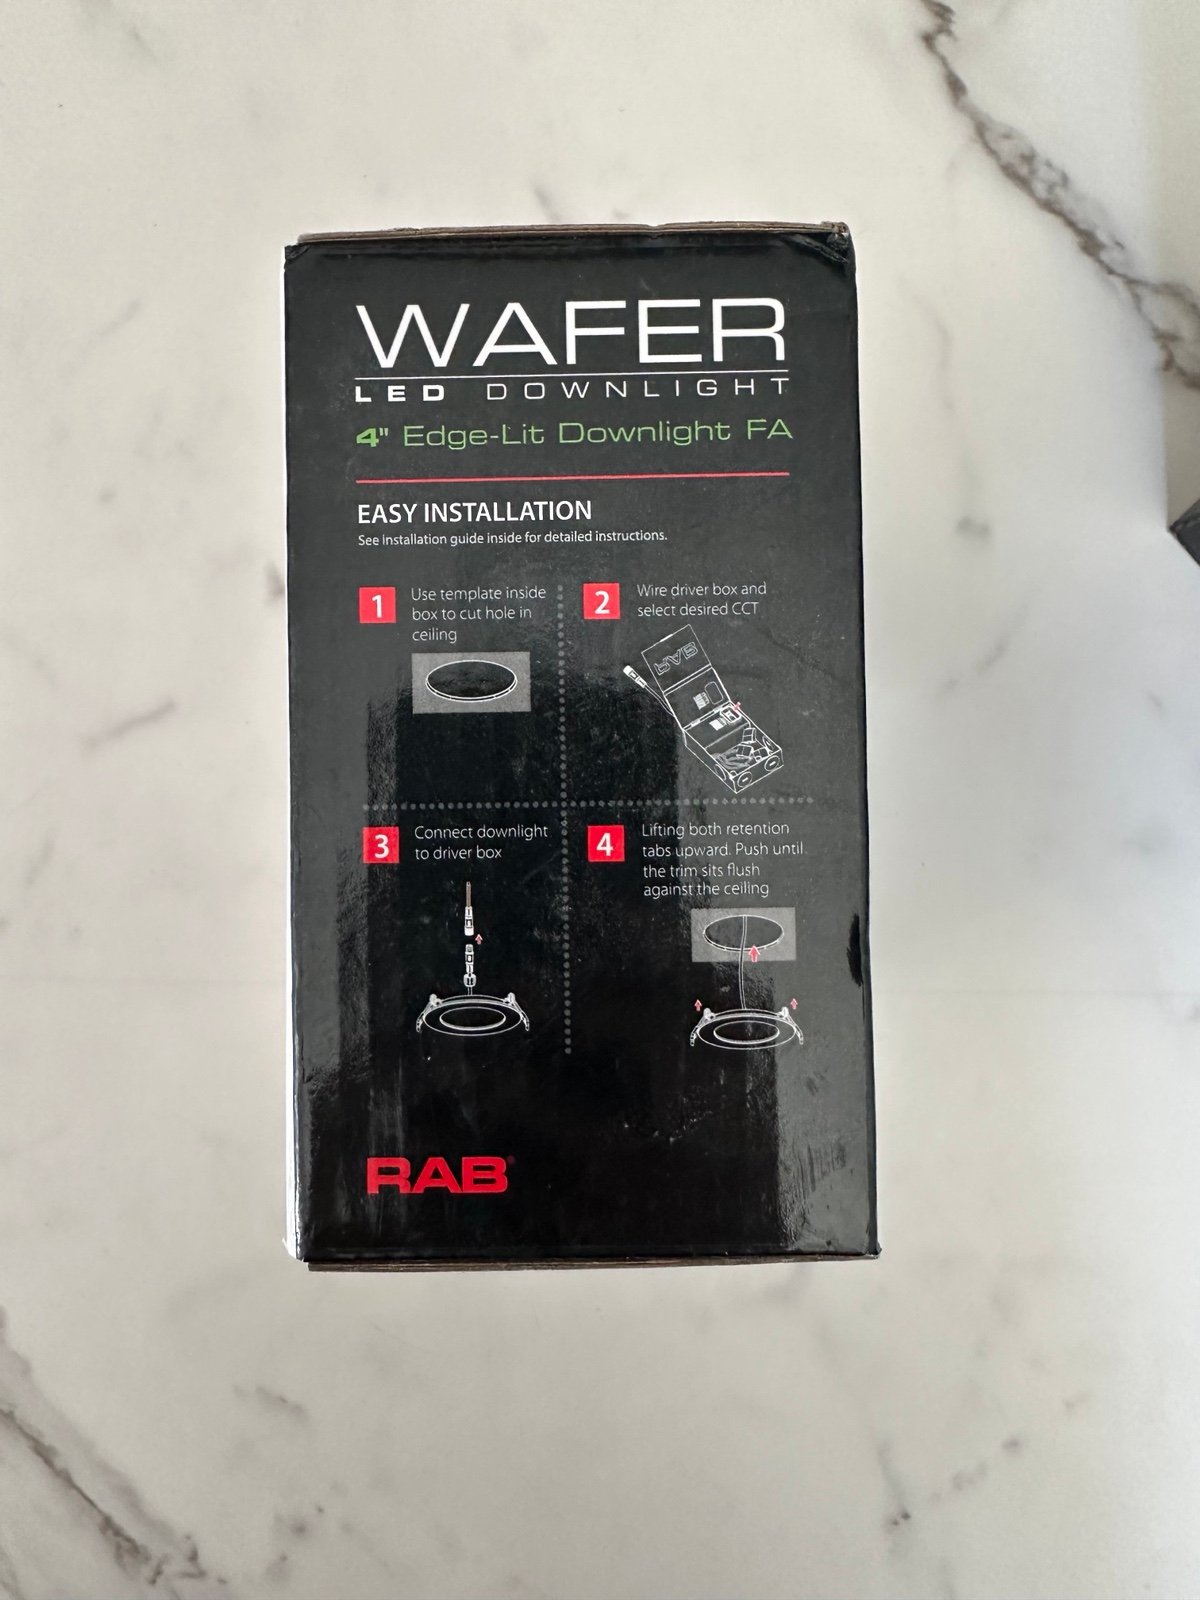 WAFER
LED DOWNLIGHT
4" Edge-Lit Downlight FA
EASY INSTALLATION
See installation guide inside for detailed instructions.
1
Use template inside
box to cut hole in
ceiling
2
Wire driver box and
select desired CCT
RAB
3
Connect downlight
to driver box
4
Lifting both retention
tabs upward. Push until
the trim sits flush
against the ceiling
RAB